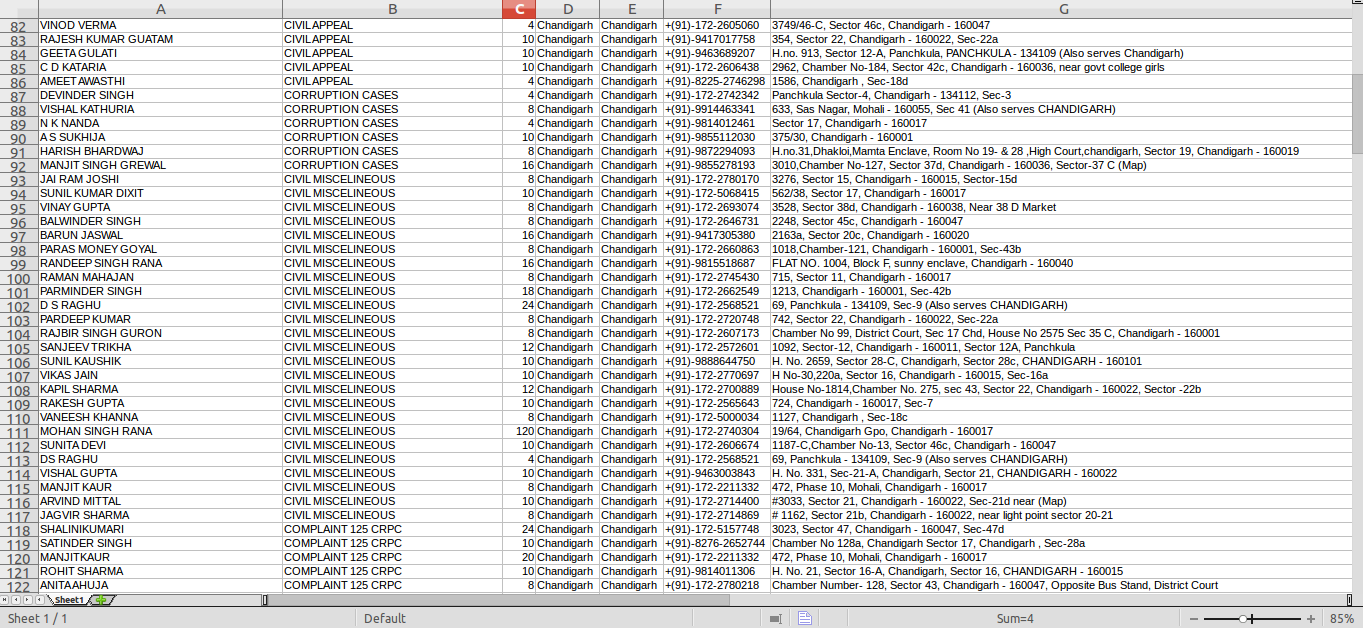 A B C D E F G
82 VINOD VERMA CIVIL APPEAL 4 Chandigarh Chandigarh +(91)-172-2605060 3749/46-C, Sector 46c, Chandigarh - 160047
83 RAJESH KUMAR GUATAM CIVIL APPEAL 10 Chandigarh Chandigarh +(91)-9417017758 354, Sector 22, Chandigarh - 160022, Sec-22a
84 GEETA GULATI CIVIL APPEAL 10 Chandigarh Chandigarh +(91)-9463689207 H.no. 913, Sector 12-A, Panchkula, PANCHKULA - 134109 (Also serves Chandigarh)
85 C D KATARIA CIVIL APPEAL 10 Chandigarh Chandigarh +(91)-172-2606438 2962, Chamber No-184, Sector 42c, Chandigarh - 160036, near govt college girls
86 AMEET AWASTHI CIVIL APPEAL 4 Chandigarh Chandigarh +(91)-8225-2746298 1586, Chandigarh , Sec-18d
87 DEVINDER SINGH CORRUPTION CASES 4 Chandigarh Chandigarh +(91)-172-2742342 Panchkula Sector-4, Chandigarh - 134112, Sec-3
88 VISHAL KATHURIA CORRUPTION CASES 8 Chandigarh Chandigarh +(91)-9914463341 633, Sas Nagar, Mohali - 160055, Sec 41 (Also serves CHANDIGARH)
89 N K NANDA CORRUPTION CASES 4 Chandigarh Chandigarh +(91)-9814012461 Sector 17, Chandigarh - 160017
90 A S SUKHIJA CORRUPTION CASES 10 Chandigarh Chandigarh +(91)-9855112030 375/30, Chandigarh - 160001
91 HARISH BHARDWAJ CORRUPTION CASES 8 Chandigarh Chandigarh +(91)-9872294093 H.no.31,Dhakloi,Mamta Enclave, Room No 19- & 28 ,High Court,chandigarh, Sector 19, Chandigarh - 160019
92 MANJIT SINGH GREWAL CORRUPTION CASES 16 Chandigarh Chandigarh +(91)-9855278193 3010,Chamber No-127, Sector 37d, Chandigarh - 160036, Sector-37 C (Map)
93 JAI RAM JOSHI CIVIL MISCELINEOUS 8 Chandigarh Chandigarh +(91)-172-2780170 3276, Sector 15, Chandigarh - 160015, Sector-15d
94 SUNIL KUMAR DIXIT CIVIL MISCELINEOUS 10 Chandigarh Chandigarh +(91)-172-5068415 562/38, Sector 17, Chandigarh - 160017
95 VINAY GUPTA CIVIL MISCELINEOUS 8 Chandigarh Chandigarh +(91)-172-2693074 3528, Sector 38d, Chandigarh - 160038, Near 38 D Market
96 BALWINDER SINGH CIVIL MISCELINEOUS 8 Chandigarh Chandigarh +(91)-172-2646731 2248, Sector 45c, Chandigarh - 160047
97 BARUN JASWAL CIVIL MISCELINEOUS 16 Chandigarh Chandigarh +(91)-9417305380 2163a, Sector 20c, Chandigarh - 160020
98 PARAS MONEY GOYAL CIVIL MISCELINEOUS 8 Chandigarh Chandigarh +(91)-172-2660863 1018,Chamber-121, Chandigarh - 160001, Sec-43b
99 RANDEEP SINGH RANA CIVIL MISCELINEOUS 16 Chandigarh Chandigarh +(91)-9815518687 FLAT NO. 1004, Block F, sunny enclave, Chandigarh - 160040
100 RAMAN MAHAJAN CIVIL MISCELINEOUS 8 Chandigarh Chandigarh +(91)-172-2745430 715, Sector 11, Chandigarh - 160017
101 PARMINDER SINGH CIVIL MISCELINEOUS 18 Chandigarh Chandigarh +(91)-172-2662549 1213, Chandigarh - 160001, Sec-42b
102 D S RAGHU CIVIL MISCELINEOUS 24 Chandigarh Chandigarh +(91)-172-2568521 69, Panchkula - 134109, Sec-9 (Also serves CHANDIGARH)
103 PARDEEP KUMAR CIVIL MISCELINEOUS 8 Chandigarh Chandigarh +(91)-172-2720748 742, Sector 22, Chandigarh - 160022, Sec-22a
104 RAJBIR SINGH GURON CIVIL MISCELINEOUS 8 Chandigarh Chandigarh +(91)-172-2607173 Chamber No 99, District Court, Sec 17 Chd, House No 2575 Sec 35 C, Chandigarh - 160001
105 SANJEEV TRIKHA CIVIL MISCELINEOUS 12 Chandigarh Chandigarh +(91)-172-2572601 1092, Sector-12, Chandigarh - 160011, Sector 12A, Panchkula
106 SUNIL KAUSHIK CIVIL MISCELINEOUS 10 Chandigarh Chandigarh +(91)-9888644750 H. No. 2659, Sector 28-C, Chandigarh, Sector 28c, CHANDIGARH - 160101
107 VIKAS JAIN CIVIL MISCELINEOUS 10 Chandigarh Chandigarh +(91)-172-2770697 H No-30,220a, Sector 16, Chandigarh - 160015, Sec-16a
108 KAPIL SHARMA CIVIL MISCELINEOUS 12 Chandigarh Chandigarh +(91)-172-2700889 House No-1814,Chamber No. 275, sec 43, Sector 22, Chandigarh - 160022, Sector -22b
109 RAKESH GUPTA CIVIL MISCELINEOUS 10 Chandigarh Chandigarh +(91)-172-2565643 724, Chandigarh - 160017, Sec-7
110 VANEESH KHANNA CIVIL MISCELINEOUS 8 Chandigarh Chandigarh +(91)-172-5000034 1127, Chandigarh , Sec-18c
111 MOHAN SINGH RANA CIVIL MISCELINEOUS 120 Chandigarh Chandigarh +(91)-172-2740304 19/64, Chandigarh Gpo, Chandigarh - 160017
112 SUNITA DEVI CIVIL MISCELINEOUS 10 Chandigarh Chandigarh +(91)-172-2606674 1187-C,Chamber No-13, Sector 46c, Chandigarh - 160047
113 DS RAGHU CIVIL MISCELINEOUS 4 Chandigarh Chandigarh +(91)-172-2568521 69, Panchkula - 134109, Sec-9 (Also serves CHANDIGARH)
114 VISHAL GUPTA CIVIL MISCELINEOUS 10 Chandigarh Chandigarh +(91)-9463003843 H. No. 331, Sec-21-A, Chandigarh, Sector 21, CHANDIGARH - 160022
115 MANJIT KAUR CIVIL MISCELINEOUS 8 Chandigarh Chandigarh +(91)-172-2211332 472, Phase 10, Mohali, Chandigarh - 160017
116 ARVIND MITTAL CIVIL MISCELINEOUS 10 Chandigarh Chandigarh +(91)-172-2714400 #3033, Sector 21, Chandigarh - 160022, Sec-21d near (Map)
117 JAGVIR SHARMA CIVIL MISCELINEOUS 8 Chandigarh Chandigarh +(91)-172-2714869 # 1162, Sector 21b, Chandigarh - 160022, near light point sector 20-21
118 SHALINIKUMARI COMPLAINT 125 CRPC 24 Chandigarh Chandigarh +(91)-172-5157748 3023, Sector 47, Chandigarh - 160047, Sec-47d
119 SATINDER SINGH COMPLAINT 125 CRPC 10 Chandigarh Chandigarh +(91)-8276-2652744 Chamber No 128a, Chandigarh Sector 17, Chandigarh , Sec-28a
120 MANJITKAUR COMPLAINT 125 CRPC 20 Chandigarh Chandigarh +(91)-172-2211332 472, Phase 10, Mohali, Chandigarh - 160017
121 ROHIT SHARMA COMPLAINT 125 CRPC 10 Chandigarh Chandigarh +(91)-9814011306 H. No. 21, Sector 16-A, Chandigarh, Sector 16, CHANDIGARH - 160015
122 ANITA AHUJA COMPLAINT 125 CRPC 8 Chandigarh Chandigarh +(91)-172-2780218 Chamber Number- 128, Sector 43, Chandigarh - 160047, Opposite Bus Stand, District Court
Sheet1
Sheet 1 / 1 Default Sum=4 85%